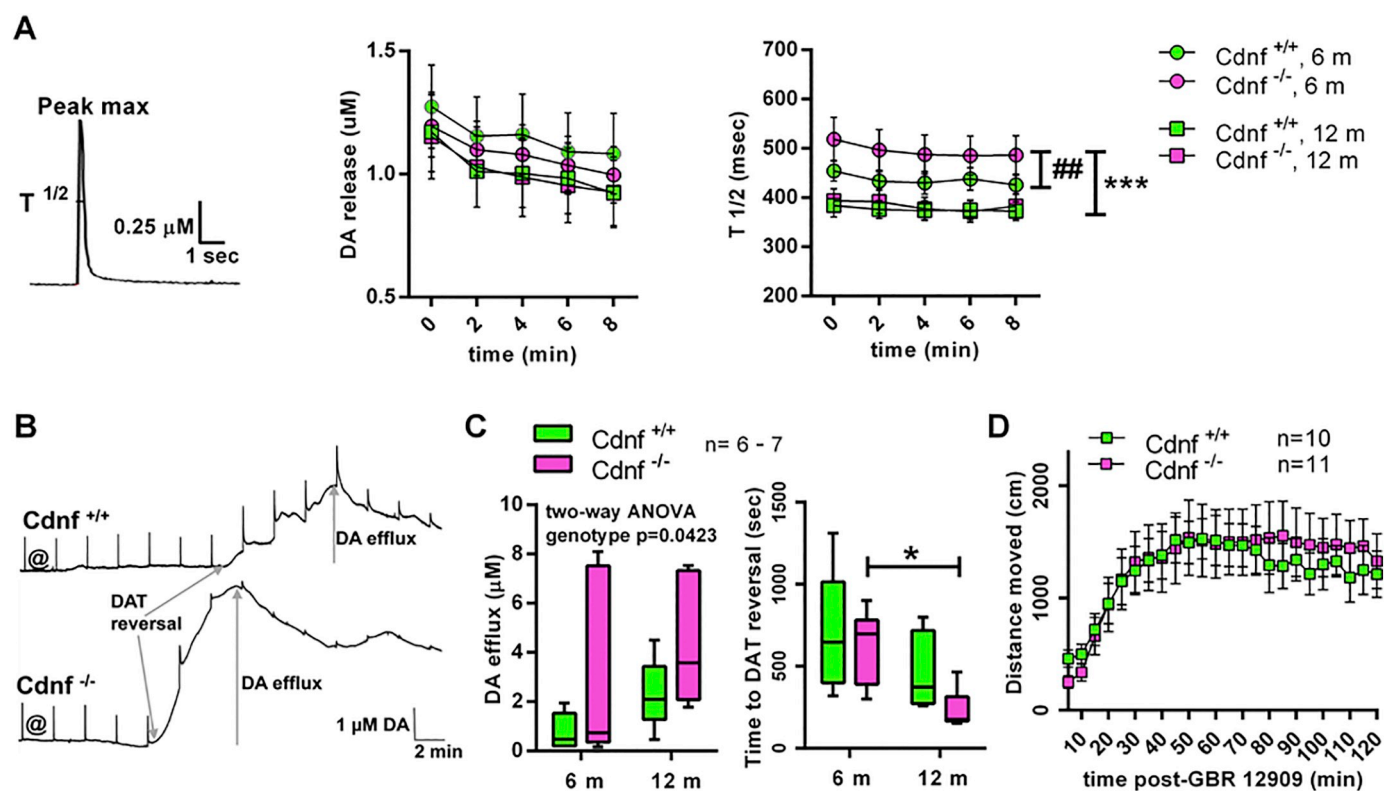 A
Peak max
T 1/2
0.25 µM
1 sec
DA release (uM)
1.5
1.0
0.5
0 2 4 6 8
time (min)
T 1/2 (msec)
700
600
500
400
300
200
0 2 4 6 8
time (min)
##
***
Cdnf +/+, 6 m
Cdnf -/-, 6 m
Cdnf +/+, 12 m
Cdnf -/-, 12 m
B
Cdnf +/+
@
DA efflux
DAT
reversal
DA efflux
Cdnf -/-
@
1 µM DA
2 min
C
Cdnf +/+
Cdnf -/-
n= 6 - 7
DA efflux (µM)
10
8
6
4
2
0
two-way ANOVA
genotype p=0.0423
6 m 12 m
Time to DAT reversal (sec)
1500
1000
500
0
*
6 m 12 m
D
Cdnf +/+ n=10
Cdnf -/- n=11
Distance moved (cm)
2000
1000
0
10 20 30 40 50 60 70 80 90 100 110 120
time post-GBR 12909 (min)